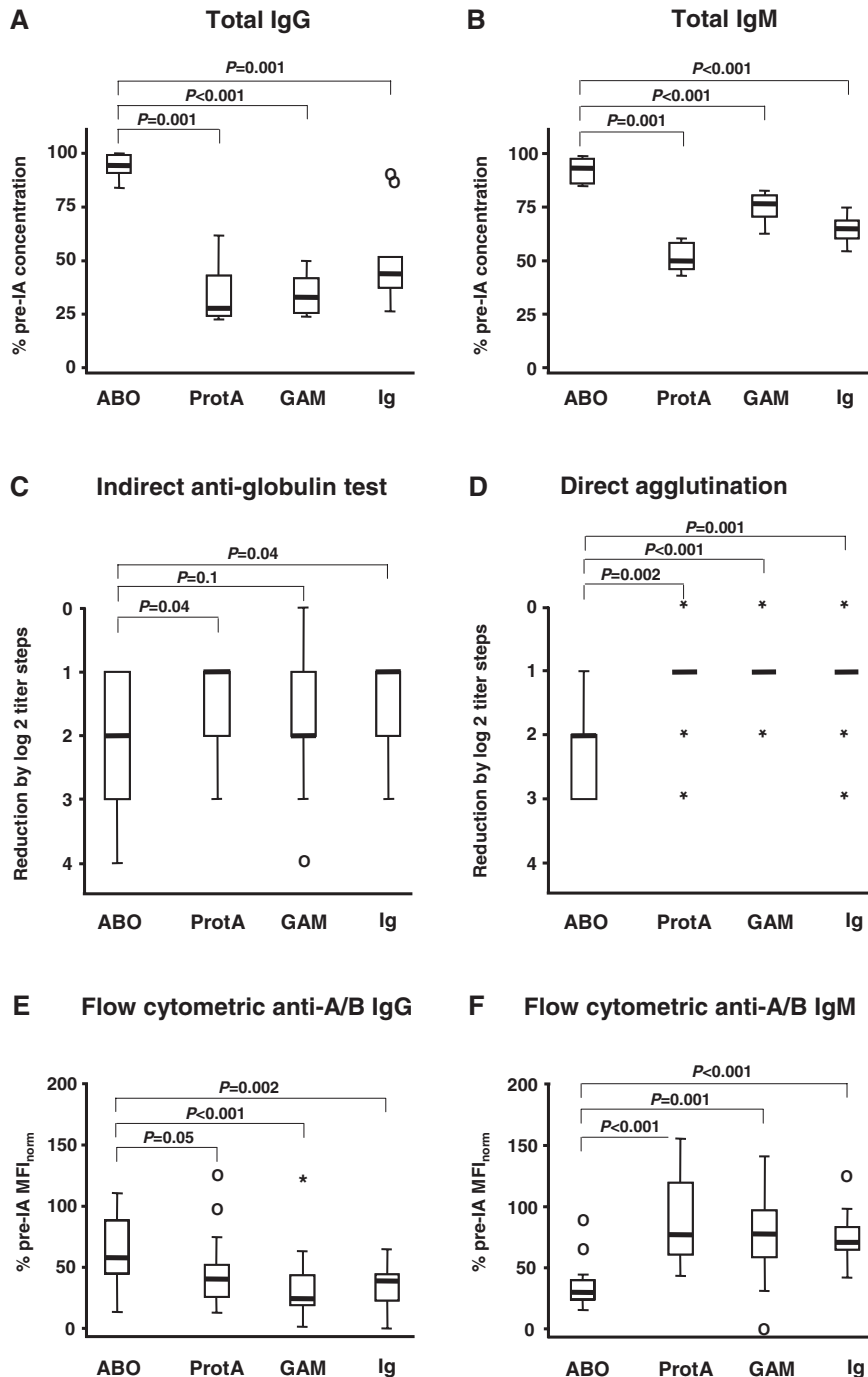 A Total IgG
P=0.001
P<0.001
P=0.001
% pre-IA concentration
100
75
50
25
0
ABO ProtA GAM Ig
B Total IgM
P<0.001
P<0.001
P=0.001
% pre-IA concentration
100
75
50
25
0
ABO ProtA GAM Ig
C Indirect anti-globulin test
P=0.04
P=0.1
P=0.04
Reduction by log 2 titer steps
0
1
2
3
4
ABO ProtA GAM Ig
D Direct agglutination
P=0.001
P<0.001
P=0.002
Reduction by log 2 titer steps
0
1
2
3
4
ABO ProtA GAM Ig
E Flow cytometric anti-A/B IgG
P=0.002
P<0.001
P=0.05
% pre-IA MFInorm
200
150
100
50
0
ABO ProtA GAM Ig
F Flow cytometric anti-A/B IgM
P<0.001
P=0.001
P<0.001
% pre-IA MFInorm
200
150
100
50
0
ABO ProtA GAM Ig